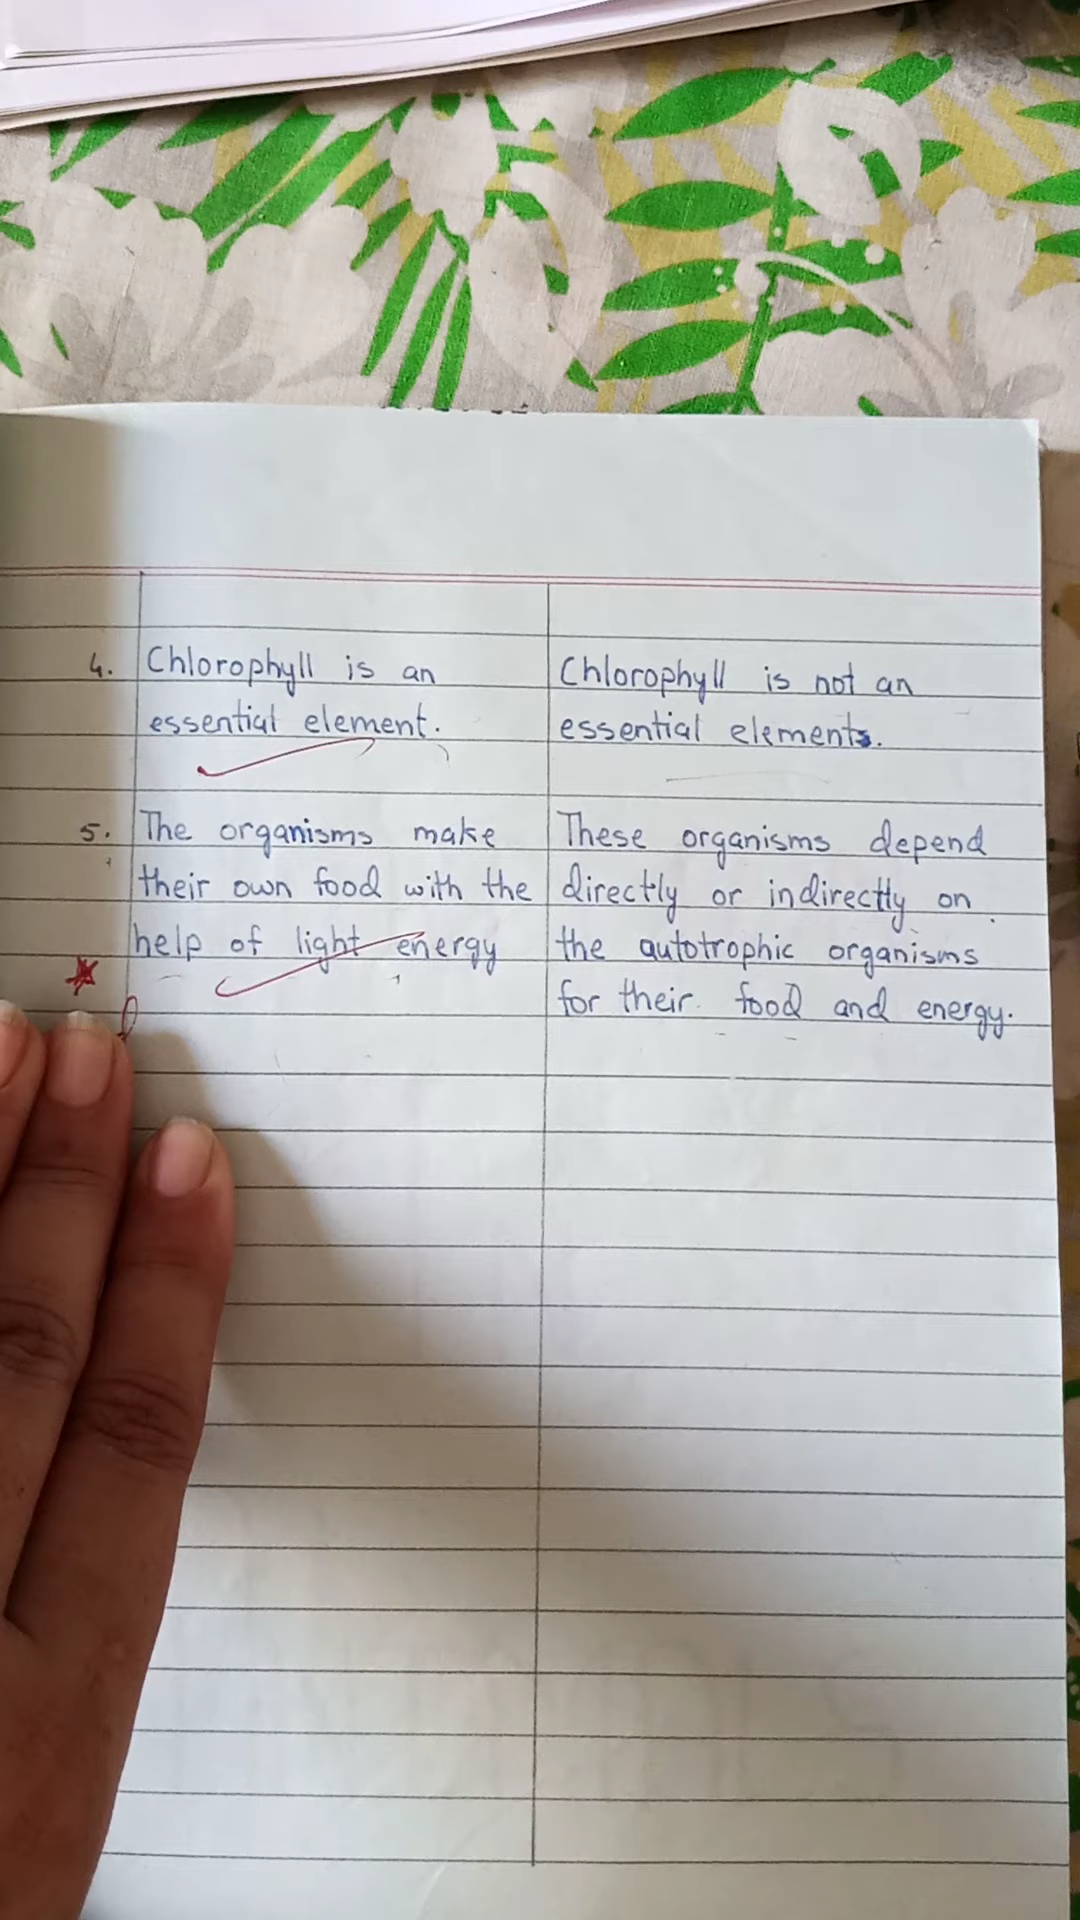 4. Chlorophyll is an
essential element.
Chlorophyll is not an
essential elements.
5. The organisms make
their own food with the
help of light energy
These organisms depend
directly or indirectly on
the autotrophic organisms
for their food and energy.